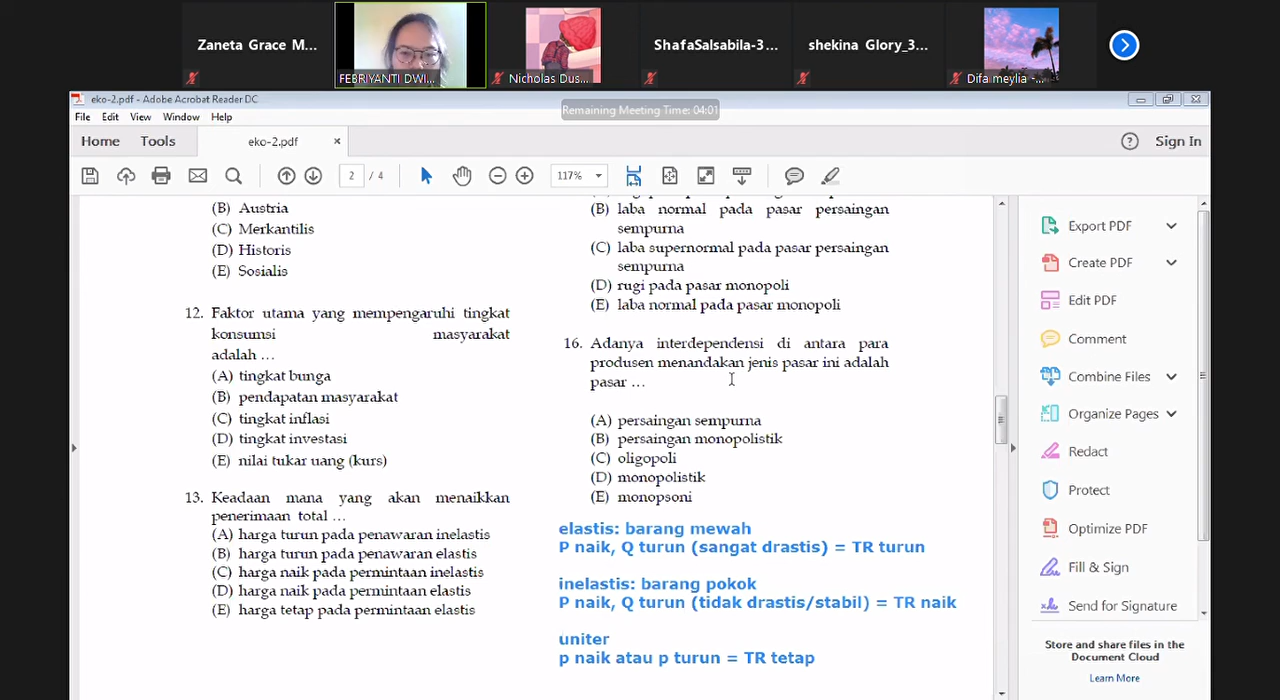 Zaneta Grace M...
FEBRIYANTI DWI...
Nicholas Dus...
ShafaSalsabila-3...
shekina Glory_3...
Difa meylia -...
eko-2.pdf - Adobe Acrobat Reader DC
Remaining Meeting Time: 04:01
File Edit View Window Help
Home Tools eko-2.pdf ×
Sign In
2 / 4
117%
(B) Austria
(C) Merkantilis
(D) Historis
(E) Sosialis
12. Faktor utama yang mempengaruhi tingkat
konsumsi masyarakat
adalah ...
(A) tingkat bunga
(B) pendapatan masyarakat
(C) tingkat inflasi
(D) tingkat investasi
(E) nilai tukar uang (kurs)
13. Keadaan mana yang akan menaikkan
penerimaan total ...
(A) harga turun pada penawaran inelastis
(B) harga turun pada penawaran elastis
(C) harga naik pada permintaan inelastis
(D) harga naik pada permintaan elastis
(E) harga tetap pada permintaan elastis
(B) laba normal pada pasar persaingan
sempurna
(C) laba supernormal pada pasar persaingan
sempurna
(D) rugi pada pasar monopoli
(E) laba normal pada pasar monopoli
16. Adanya interdependensi di antara para
produsen menandakan jenis pasar ini adalah
pasar ...
(A) persaingan sempurna
(B) persaingan monopolistik
(C) oligopoli
(D) monopolistik
(E) monopsoni
elastis: barang mewah
P naik, Q turun (sangat drastis) = TR turun
inelastis: barang pokok
P naik, Q turun (tidak drastis/stabil) = TR naik
uniter
p naik atau p turun = TR tetap
Export PDF
Create PDF
Edit PDF
Comment
Combine Files
Organize Pages
Redact
Protect
Optimize PDF
Fill & Sign
Send for Signature
Store and share files in the
Document Cloud
Learn More